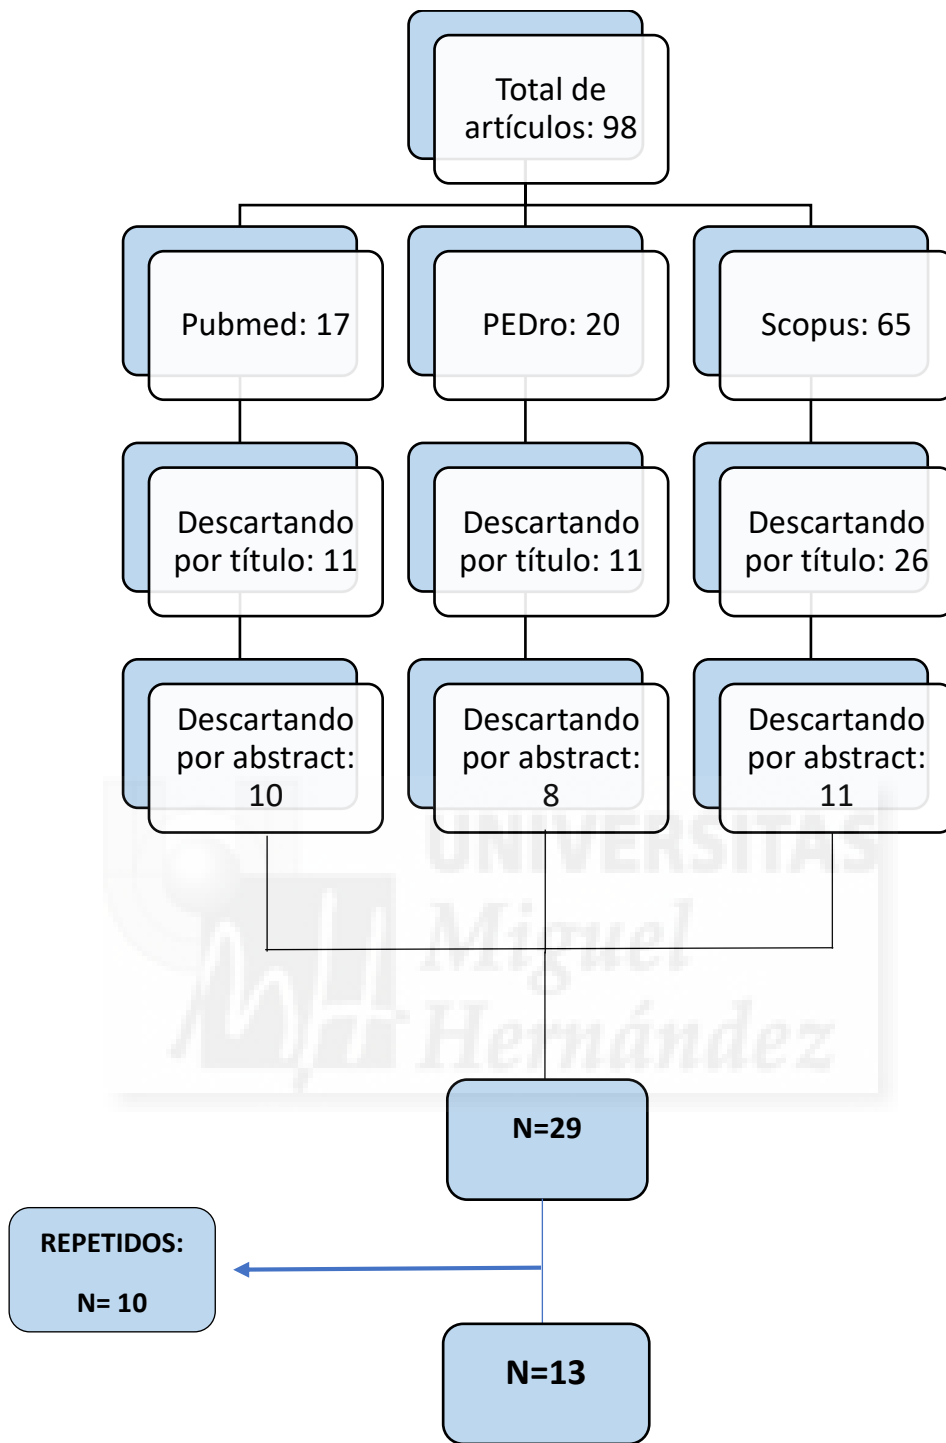 Total de
artículos: 98
Pubmed: 17
PEDro: 20
Scopus: 65
Descartando
por título: 11
Descartando
por título: 11
Descartando
por título: 26
Descartando
por abstract:
10
Descartando
por abstract:
8
Descartando
por abstract:
11
UNIVERSITAS
Miguel
Hernández
MH
N=29
REPETIDOS:
N= 10
N=13